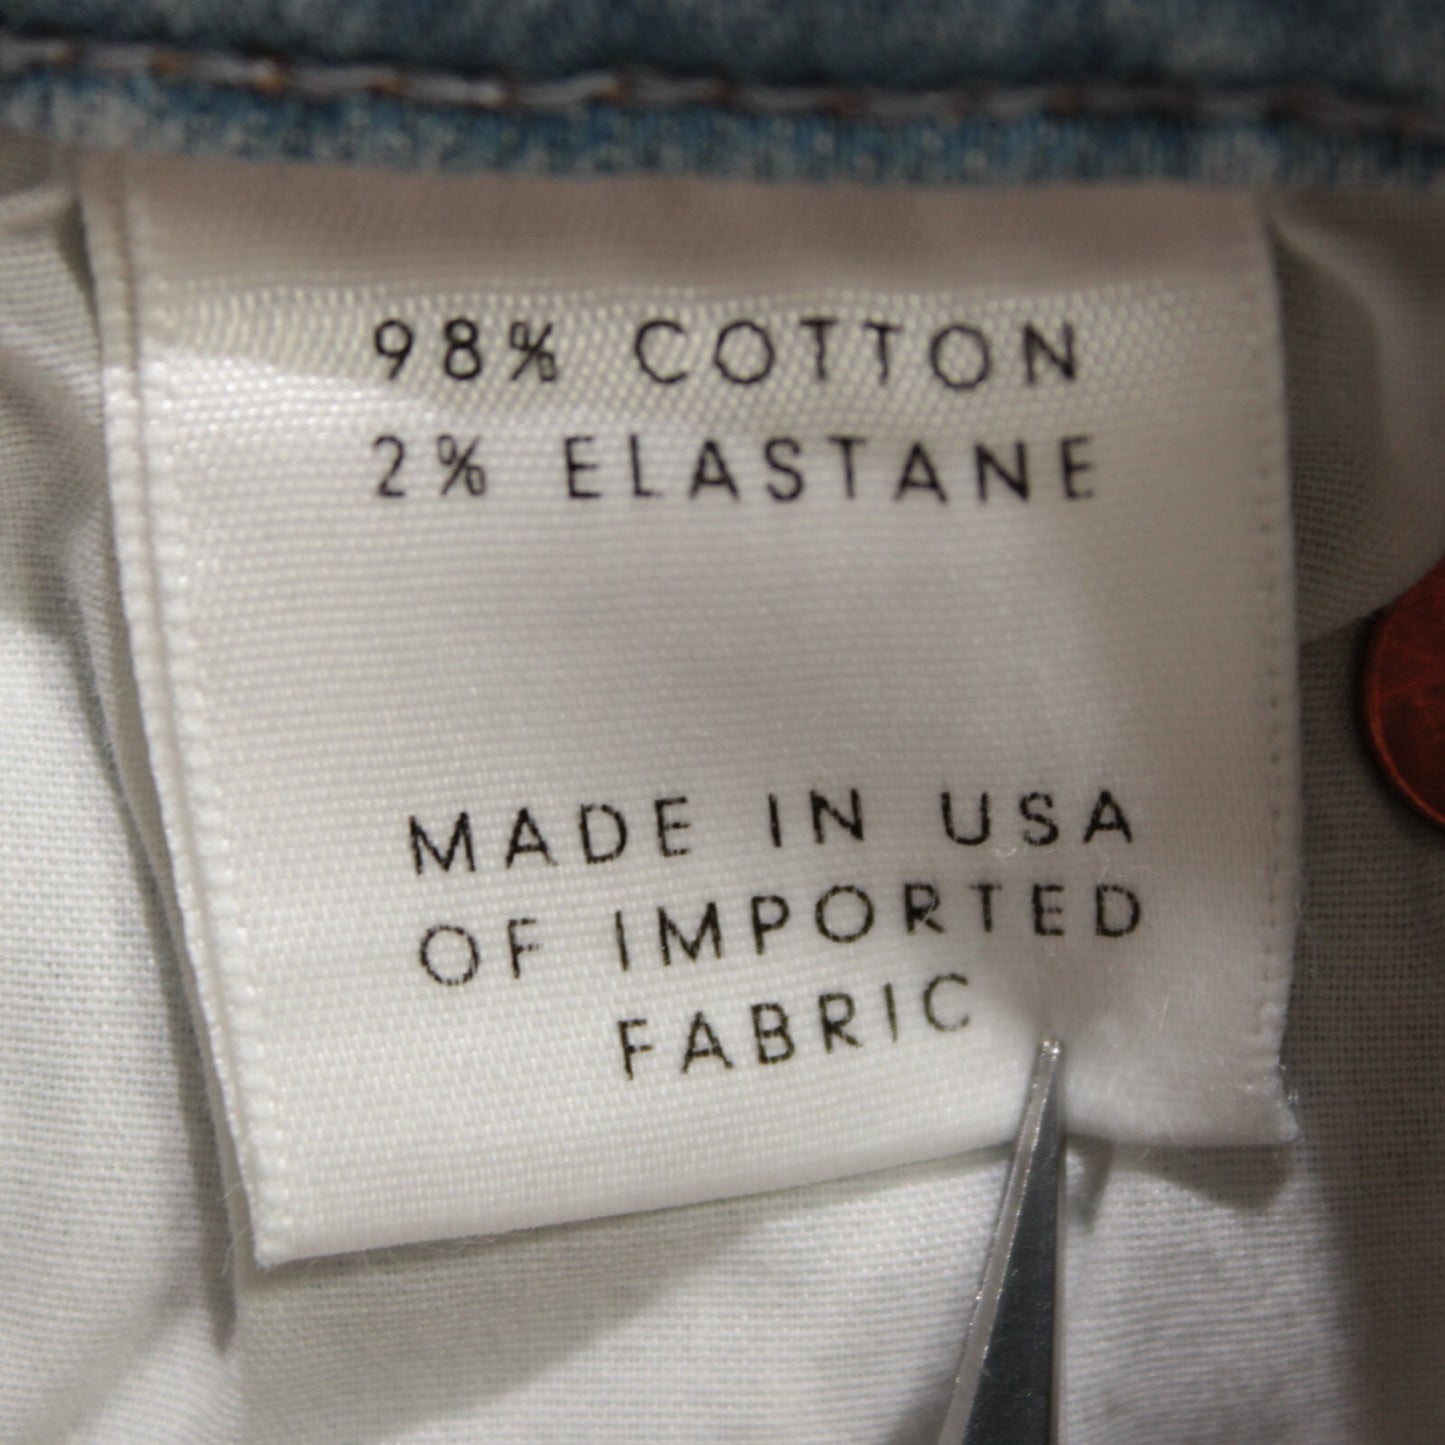 98% COTTON
2% ELASTANE
MADE IN USA
OF IMPORTED
FABRIC